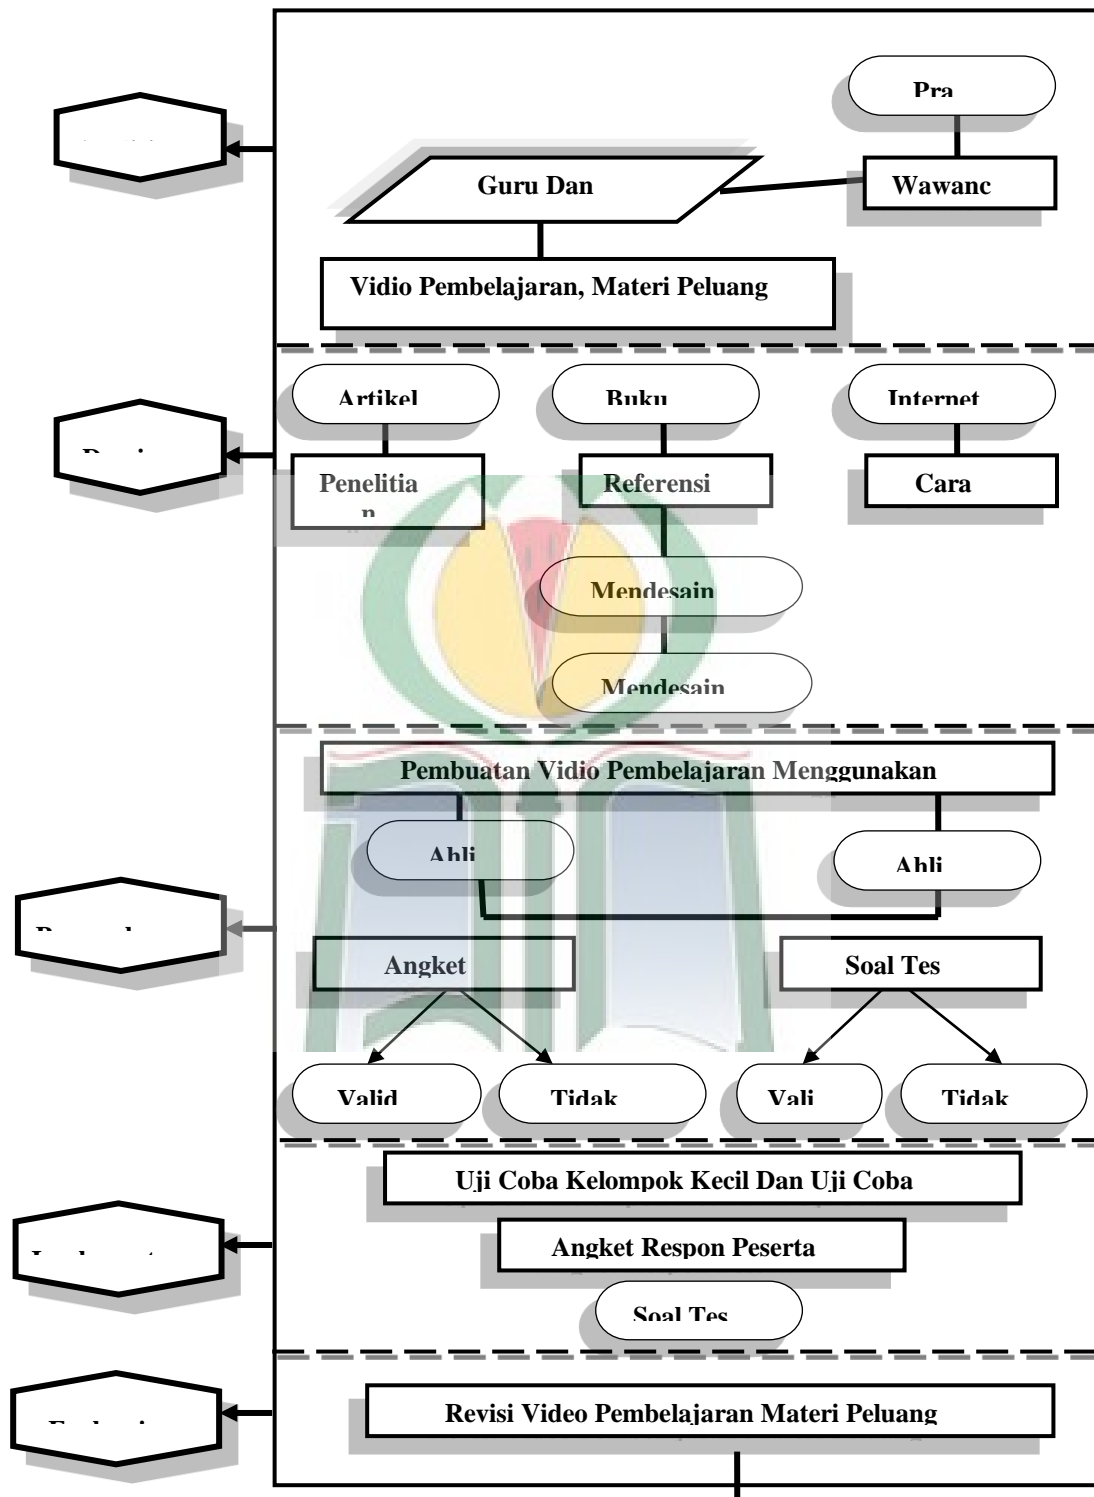 Pra
Guru Dan
Wawanc
Vidio Pembelajaran, Materi Peluang
Artikel
Buku
Internet
Penelitia
n
Referensi
Cara
Mendesain
Mendesain
Pembuatan Vidio Pembelajaran Menggunakan
Ahli
Ahli
Angket
Soal Tes
Valid
Tidak
Vali
Tidak
Uji Coba Kelompok Kecil Dan Uji Coba
Angket Respon Peserta
Soal Tes
Revisi Video Pembelajaran Materi Peluang